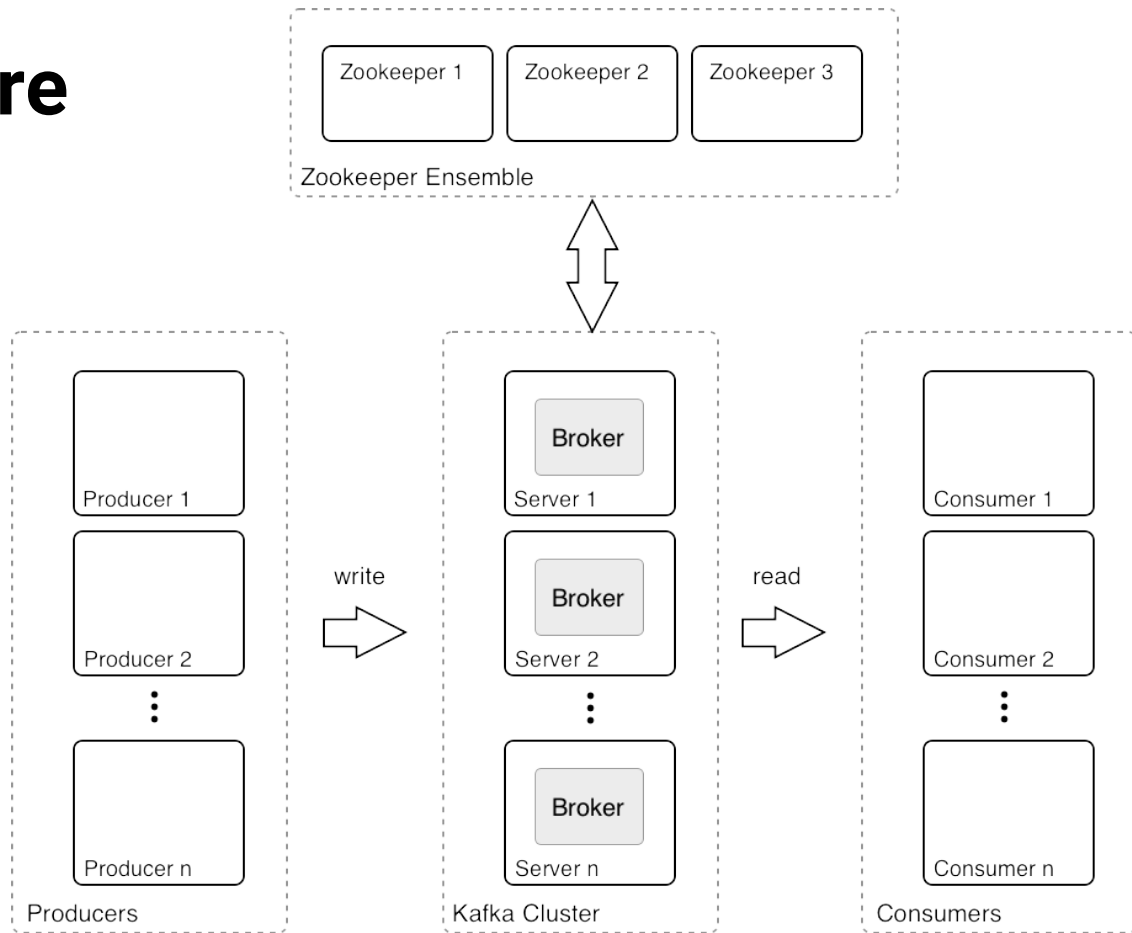 re
Zookeeper 1
Zookeeper 2
Zookeeper 3
Zookeeper Ensemble
Producer 1
Producer 2
Producer n
Producers
write
Broker
Server 1
Broker
Server 2
Broker
Server n
Kafka Cluster
read
Consumer 1
Consumer 2
Consumer n
Consumers